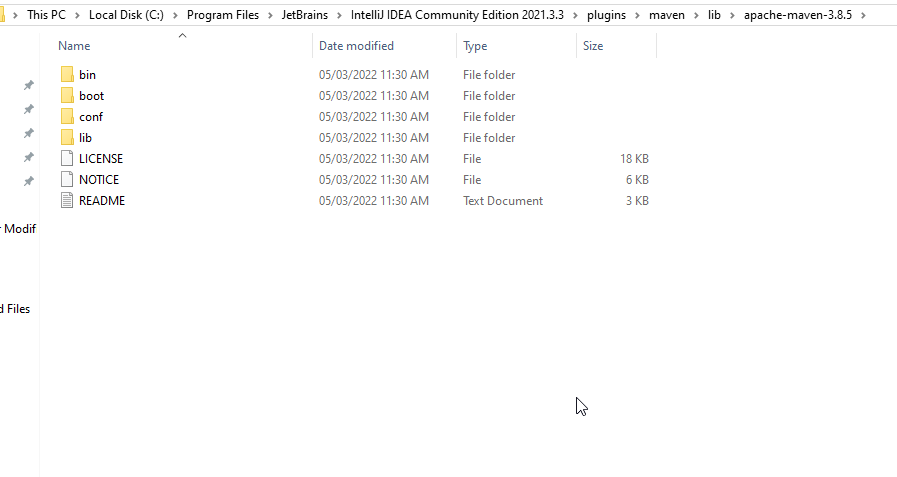 This PC > Local Disk (C:) > Program Files > JetBrains > IntelliJ IDEA Community Edition 2021.3.3 > plugins > maven > lib > apache-maven-3.8.5 >
Name Date modified Type Size
bin 05/03/2022 11:30 AM File folder
boot 05/03/2022 11:30 AM File folder
conf 05/03/2022 11:30 AM File folder
lib 05/03/2022 11:30 AM File folder
LICENSE 05/03/2022 11:30 AM File 18 KB
NOTICE 05/03/2022 11:30 AM File 6 KB
README 05/03/2022 11:30 AM Text Document 3 KB
r Modif
d Files